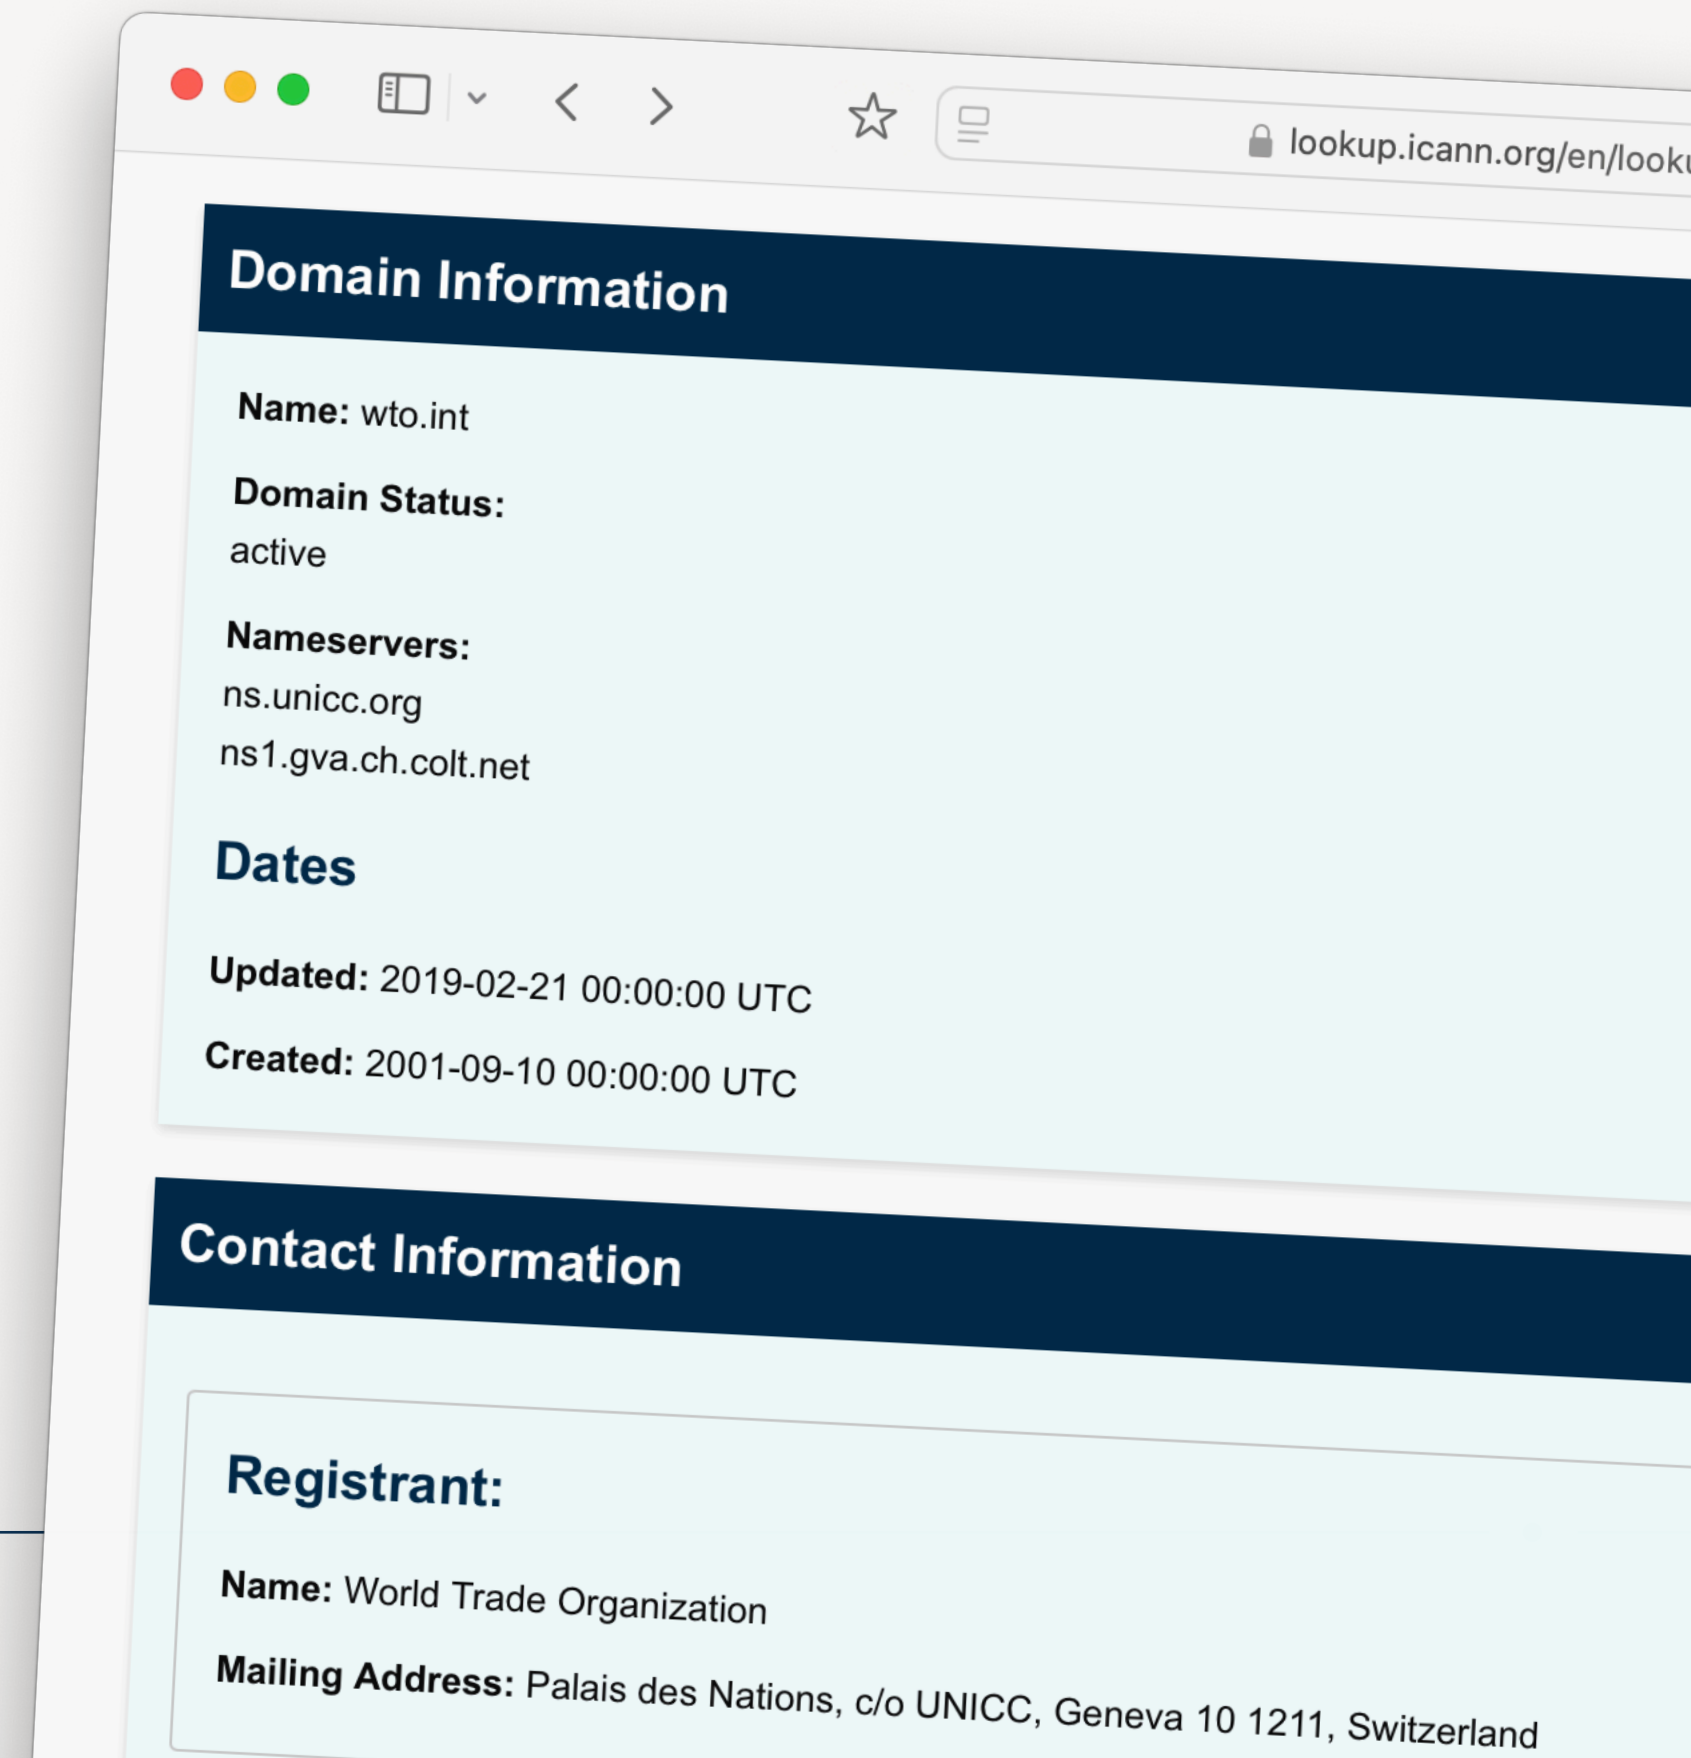 lookup.icann.org/en/looku
Domain Information
Name: wto.int
Domain Status:
active
Nameservers:
ns.unicc.org
ns1.gva.ch.colt.net
Dates
Updated: 2019-02-21 00:00:00 UTC
Created: 2001-09-10 00:00:00 UTC
Contact Information
Registrant:
Name: World Trade Organization
Mailing Address: Palais des Nations, c/o UNICC, Geneva 10 1211, Switzerland